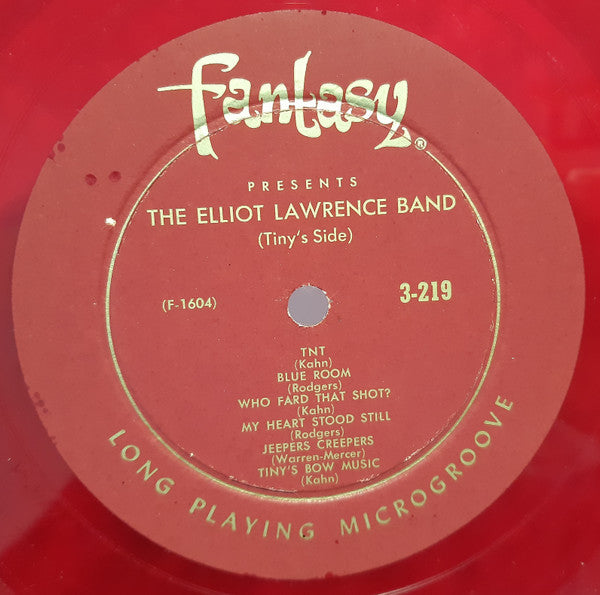 Fantasy®
PRESENTS
THE ELLIOT LAWRENCE BAND
(Tiny's Side)
(F-1604)
3-219
TNT
(Kahn)
BLUE ROOM
(Rodgers)
WHO FARD THAT SHOT?
(Kahn)
MY HEART STOOD STILL
(Rodgers)
JEEPERS CREEPERS
(Warren-Mercer)
TINY'S BOW MUSIC
(Kahn)
LONG PLAYING MICROGROOVE